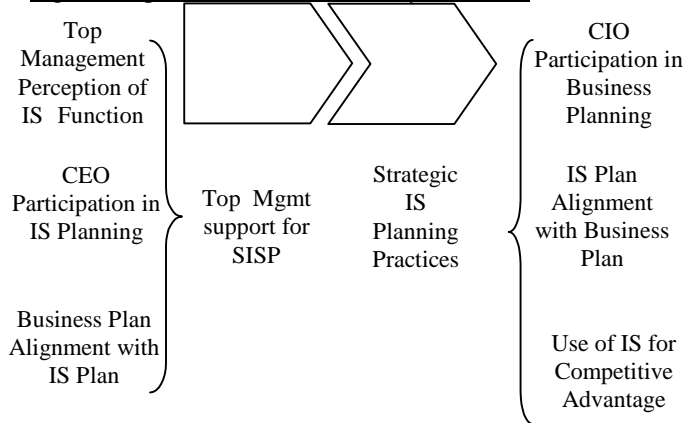 Top
Management
Perception of
IS Function
CEO
Participation in
IS Planning
Business Plan
Alignment with
IS Plan
Top Mgmt
support for
SISP
Strategic
IS
Planning
Practices
CIO
Participation in
Business
Planning
IS Plan
Alignment
with Business
Plan
Use of IS for
Competitive
Advantage